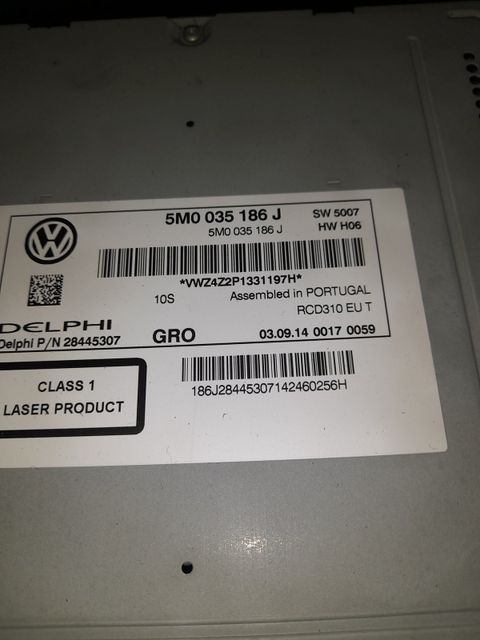 5M0 035 186 J SW 5007
5M0 035 186 J HW H06
*VWZ4Z2P1331197H*
10S Assembled in PORTUGAL
RCD310 EU T
DELPHI
Delphi P/N 28445307 GRO 03.09.14 0017 0059
CLASS 1
LASER PRODUCT
186J28445307142460256H